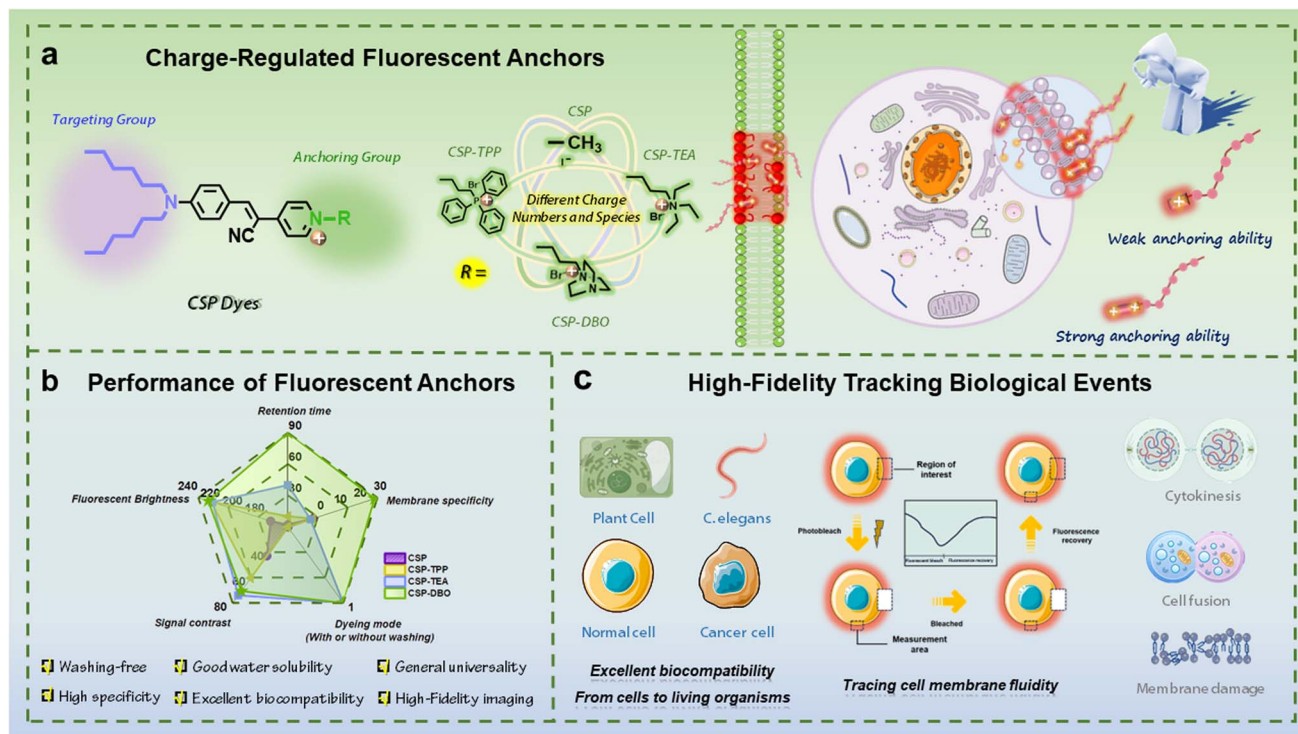 a
Charge-Regulated Fluorescent Anchors
Targeting Group
Anchoring Group
N
NC
N-R
+
CSP Dyes
CSP
CH3
I-
CSP-TPP
Br-
P
+
CSP-TEA
Br-
N
+
Different Charge
Numbers and Species
R =
Br-
+
N
N
CSP-DBO
Weak anchoring ability
Strong anchoring ability
b
Performance of Fluorescent Anchors
Retention time
90
60
30
0
Fluorescent Brightness
240
220
200
180
10
20
30
Membrane specificity
40
60
80
Signal contrast
1
Dyeing mode
(With or without washing)
CSP
CSP-TPP
CSP-TEA
CSP-DBO
Washing-free
Good water solubility
General universality
High specificity
Excellent biocompatibility
High-Fidelity imaging
c
High-Fidelity Tracking Biological Events
Plant Cell
C.elegans
Normal cell
Cancer cell
Excellent biocompatibility
From cells to living organisms
Region of
interest
Photobleach
Fluorescent bleach
Fluorescence recovery
Fluorescence
recovery
Bleached
Measurement
area
Tracing cell membrane fluidity
Cytokinesis
Cell fusion
Membrane damage